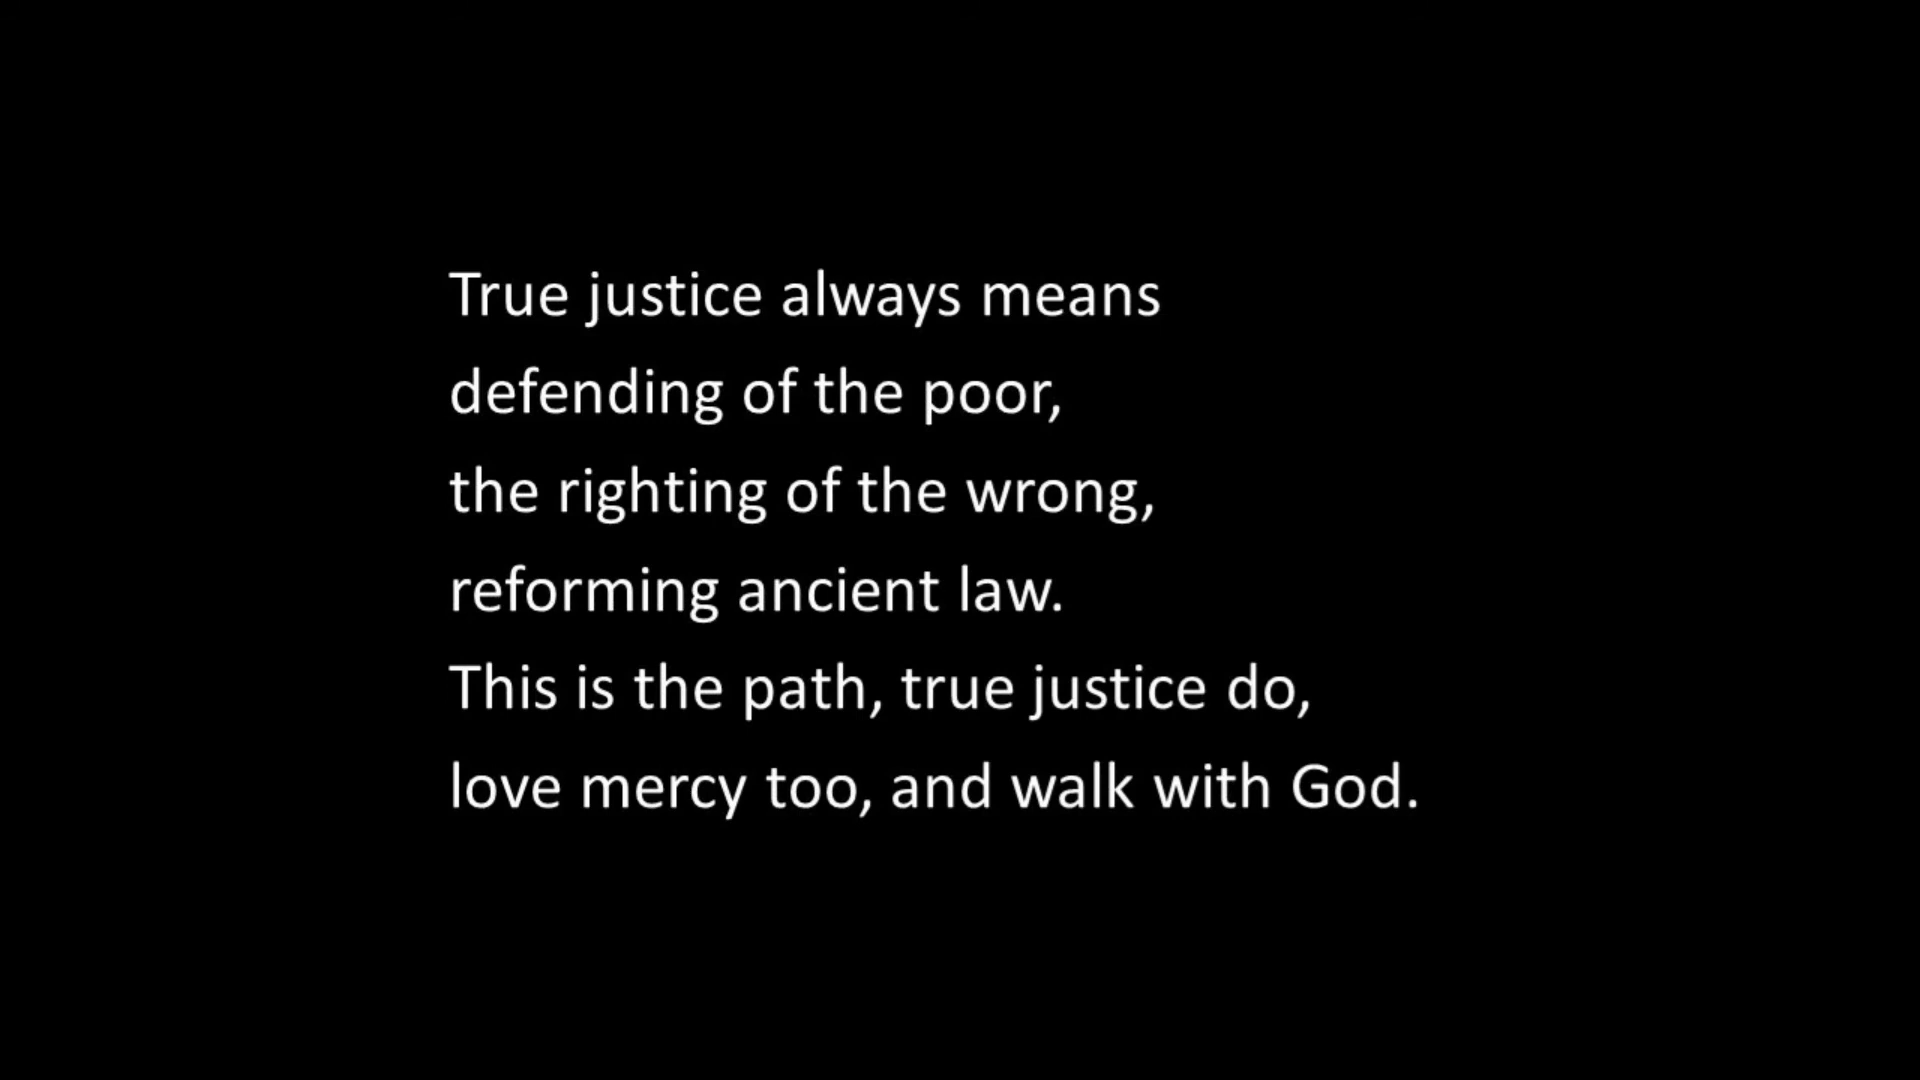 True justice always means
defending of the poor,
the righting of the wrong,
reforming ancient law.
This is the path, true justice do,
love mercy too, and walk with God.